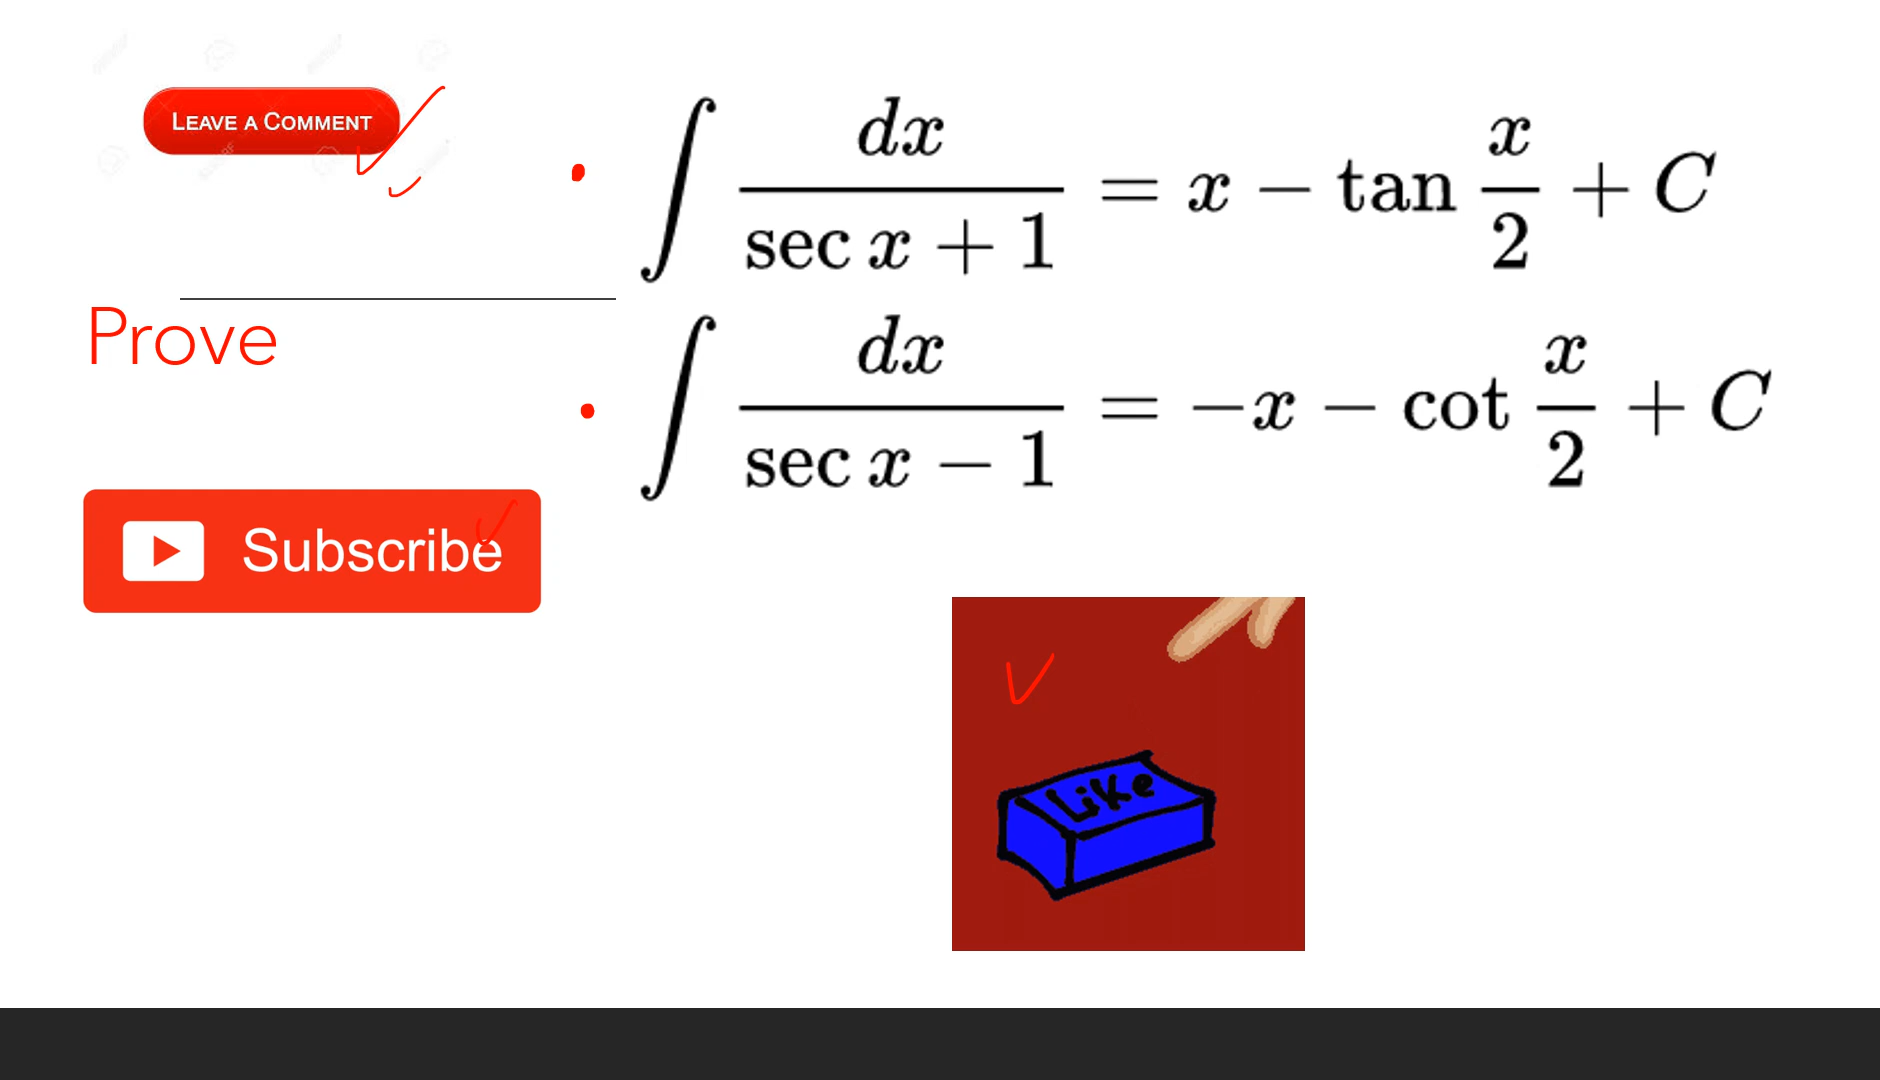 LEAVE A COMMENT
∫ dx / (sec x + 1) = x − tan x/2 + C
Prove
∫ dx / (sec x − 1) = −x − cot x/2 + C
Subscribe
Like